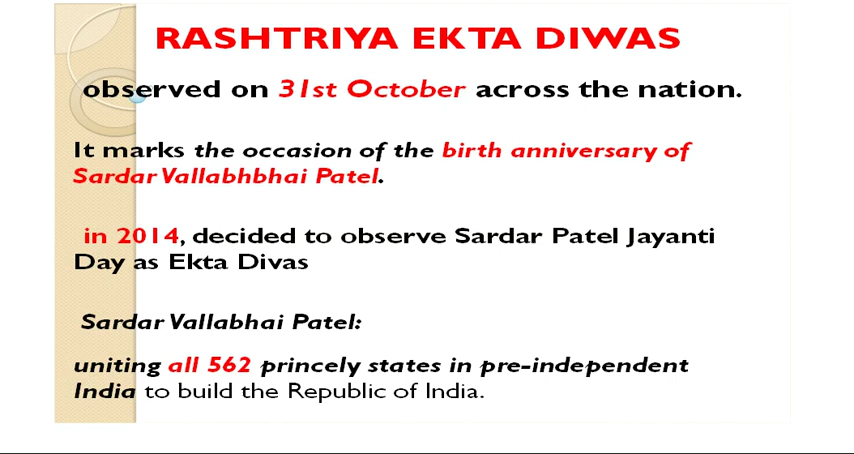 RASHTRIYA EKTA DIWAS
observed on 31st October across the nation.
It marks the occasion of the birth anniversary of
Sardar Vallabhbhai Patel.
in 2014, decided to observe Sardar Patel Jayanti
Day as Ekta Divas
Sardar Vallabhai Patel:
uniting all 562 princely states in pre-independent
India to build the Republic of India.